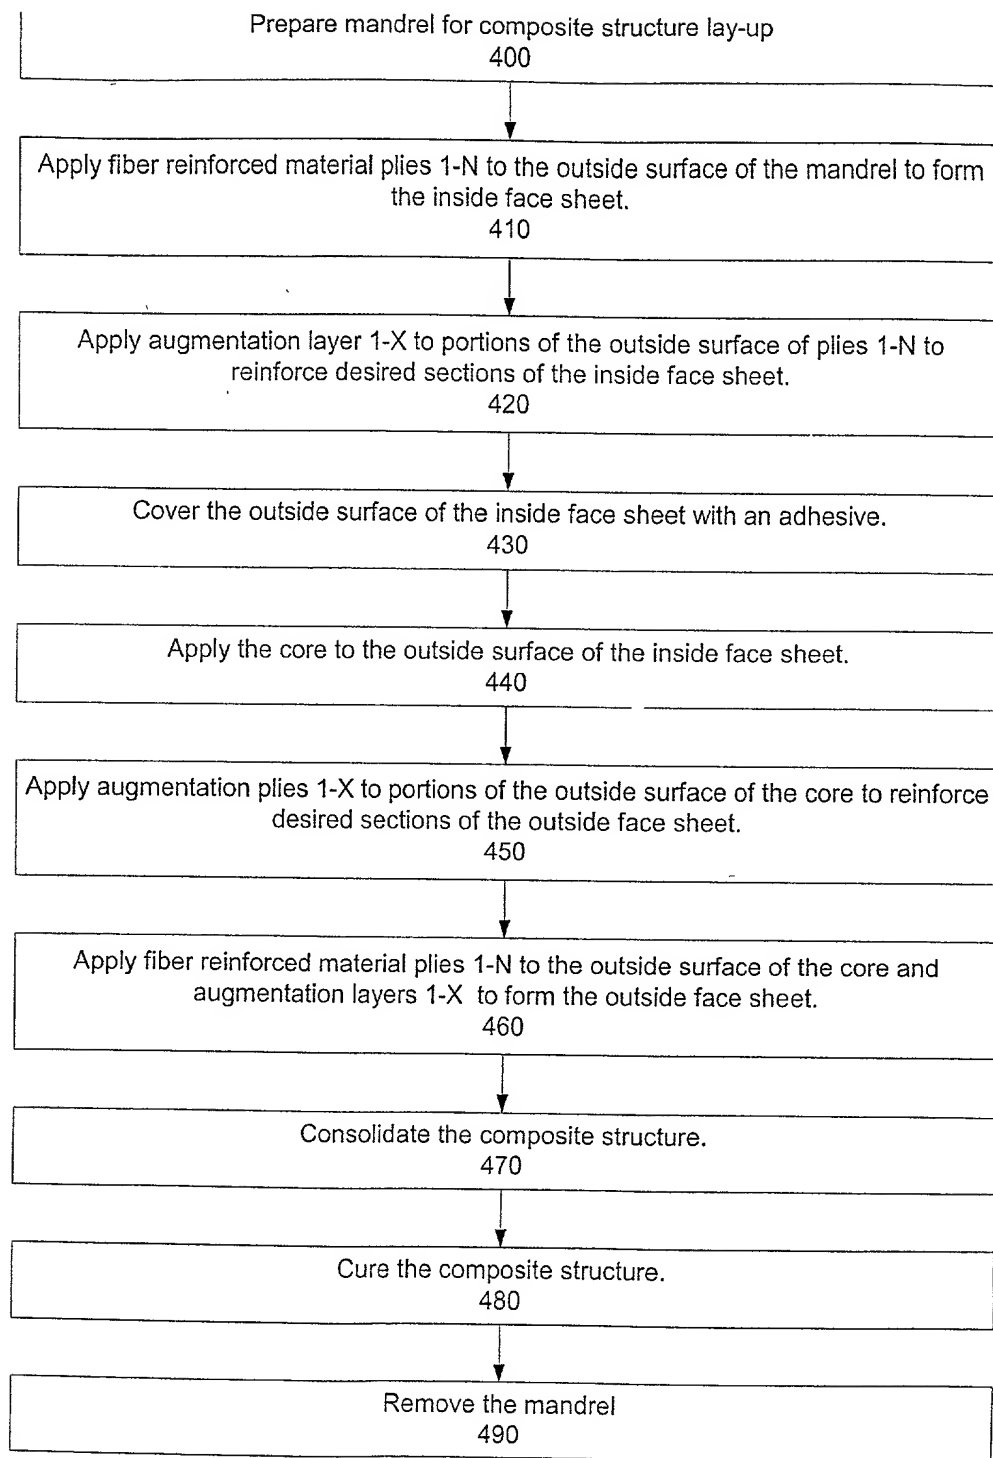 Prepare mandrel for composite structure lay-up
400
Apply fiber reinforced material plies 1-N to the outside surface of the mandrel to form
the inside face sheet.
410
Apply augmentation layer 1-X to portions of the outside surface of plies 1-N to
reinforce desired sections of the inside face sheet.
420
Cover the outside surface of the inside face sheet with an adhesive.
430
Apply the core to the outside surface of the inside face sheet.
440
Apply augmentation plies 1-X to portions of the outside surface of the core to reinforce
desired sections of the outside face sheet.
450
Apply fiber reinforced material plies 1-N to the outside surface of the core and
augmentation layers 1-X to form the outside face sheet.
460
Consolidate the composite structure.
470
Cure the composite structure.
480
Remove the mandrel
490